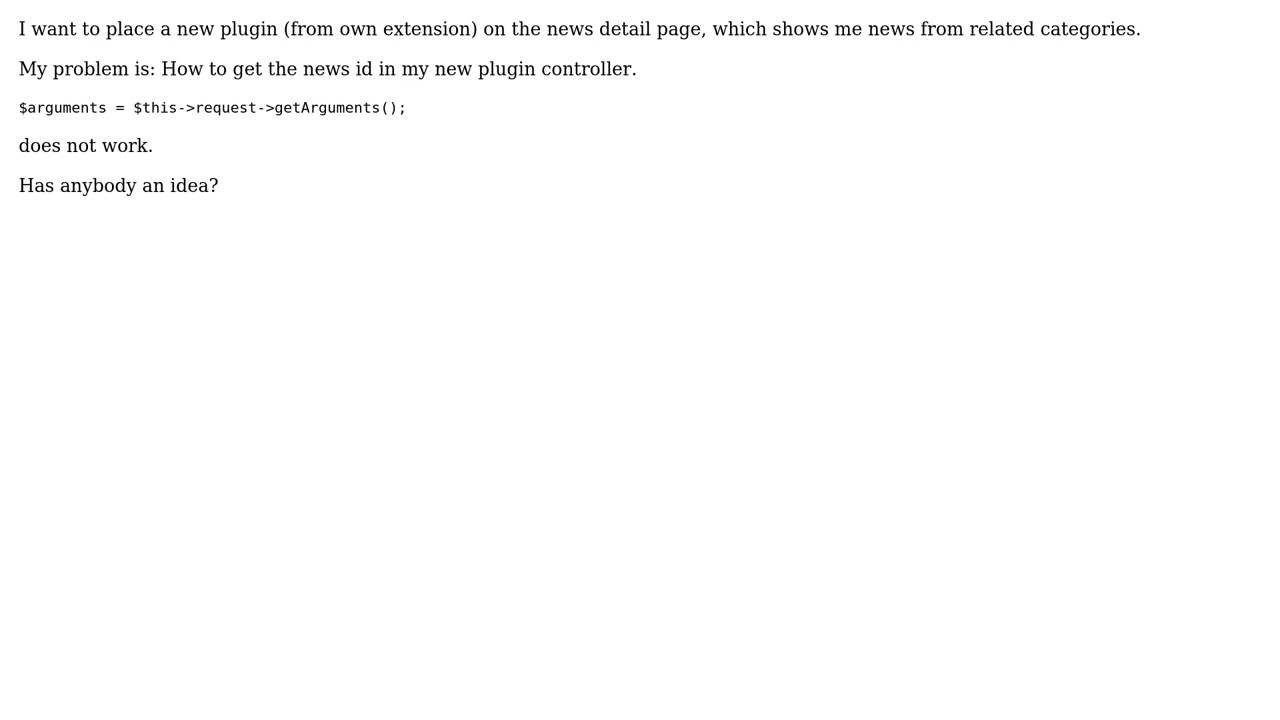 I want to place a new plugin (from own extension) on the news detail page, which shows me news from related categories.
My problem is: How to get the news id in my new plugin controller.
$arguments = $this->request->getArguments();
does not work.
Has anybody an idea?